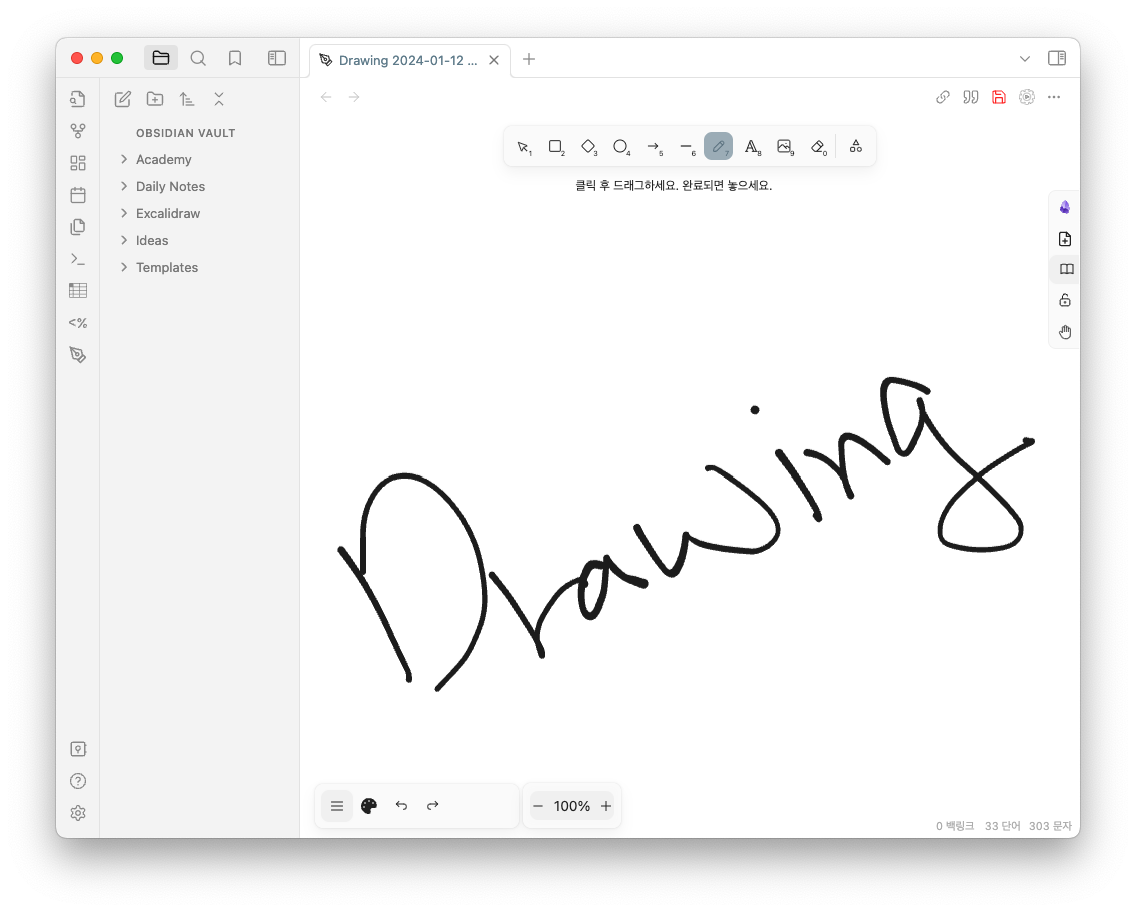 Drawing 2024-01-12 ...
OBSIDIAN VAULT
Academy
Daily Notes
Excalidraw
Ideas
Templates
<%
1 2 3 4 5 6 7 A 8 9 0
클릭 후 드래그하세요. 완료되면 놓으세요.
Drawing
100%
0 백링크 33 단어 303 문자